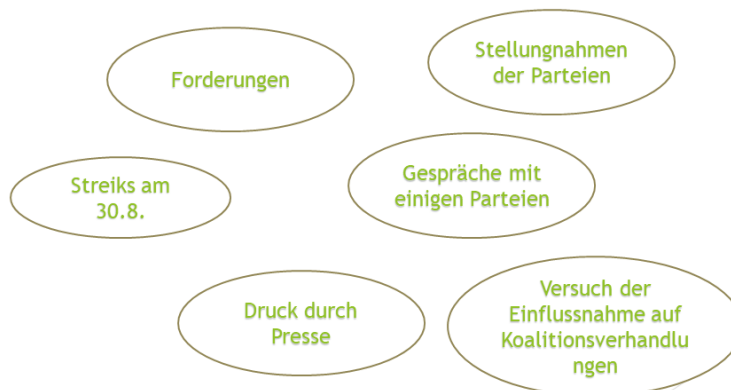 Forderungen
Stellungnahmen
der Parteien
Streiks am
30.8.
Gespräche mit
einigen Parteien
Druck durch
Presse
Versuch der
Einflussnahme auf
Koalitionsverhandlu
ngen